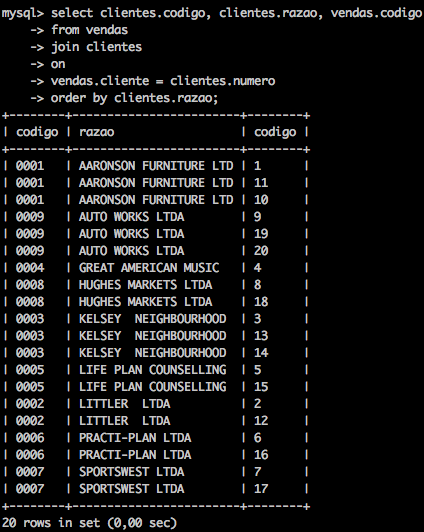 mysql> select clientes.codigo, clientes.razao, vendas.codigo
    -> from vendas
    -> join clientes
    -> on
    -> vendas.cliente = clientes.numero
    -> order by clientes.razao;
+--------+------------------------+--------+
| codigo | razao                  | codigo |
+--------+------------------------+--------+
| 0001   | AARONSON FURNITURE LTD | 1      |
| 0001   | AARONSON FURNITURE LTD | 11     |
| 0001   | AARONSON FURNITURE LTD | 10     |
| 0009   | AUTO WORKS LTDA        | 9      |
| 0009   | AUTO WORKS LTDA        | 19     |
| 0009   | AUTO WORKS LTDA        | 20     |
| 0004   | GREAT AMERICAN MUSIC   | 4      |
| 0008   | HUGHES MARKETS LTDA    | 8      |
| 0008   | HUGHES MARKETS LTDA    | 18     |
| 0003   | KELSEY  NEIGHBOURHOOD  | 3      |
| 0003   | KELSEY  NEIGHBOURHOOD  | 13     |
| 0003   | KELSEY  NEIGHBOURHOOD  | 14     |
| 0005   | LIFE PLAN COUNSELLING  | 5      |
| 0005   | LIFE PLAN COUNSELLING  | 15     |
| 0002   | LITTLER  LTDA          | 2      |
| 0002   | LITTLER  LTDA          | 12     |
| 0006   | PRACTI-PLAN LTDA       | 6      |
| 0006   | PRACTI-PLAN LTDA       | 16     |
| 0007   | SPORTSWEST LTDA        | 7      |
| 0007   | SPORTSWEST LTDA        | 17     |
+--------+------------------------+--------+
20 rows in set (0,00 sec)